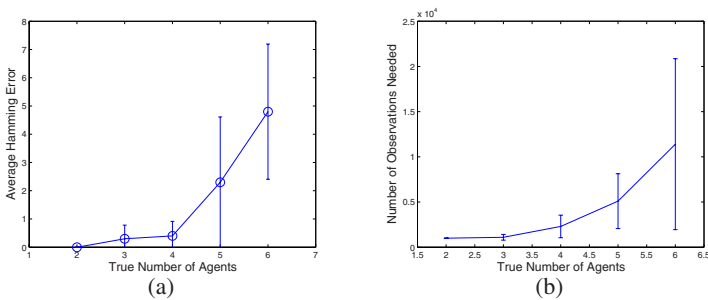 8
7
6
5
4
3
2
1
0
1 2 3 4 5 6 7
Average Hamming Error
True Number of Agents
(a)
x 10^4
2.5
2
1.5
1
0.5
0
1.5 2 2.5 3 3.5 4 4.5 5 5.5 6 6.5
Number of Observations Needed
True Number of Agents
(b)